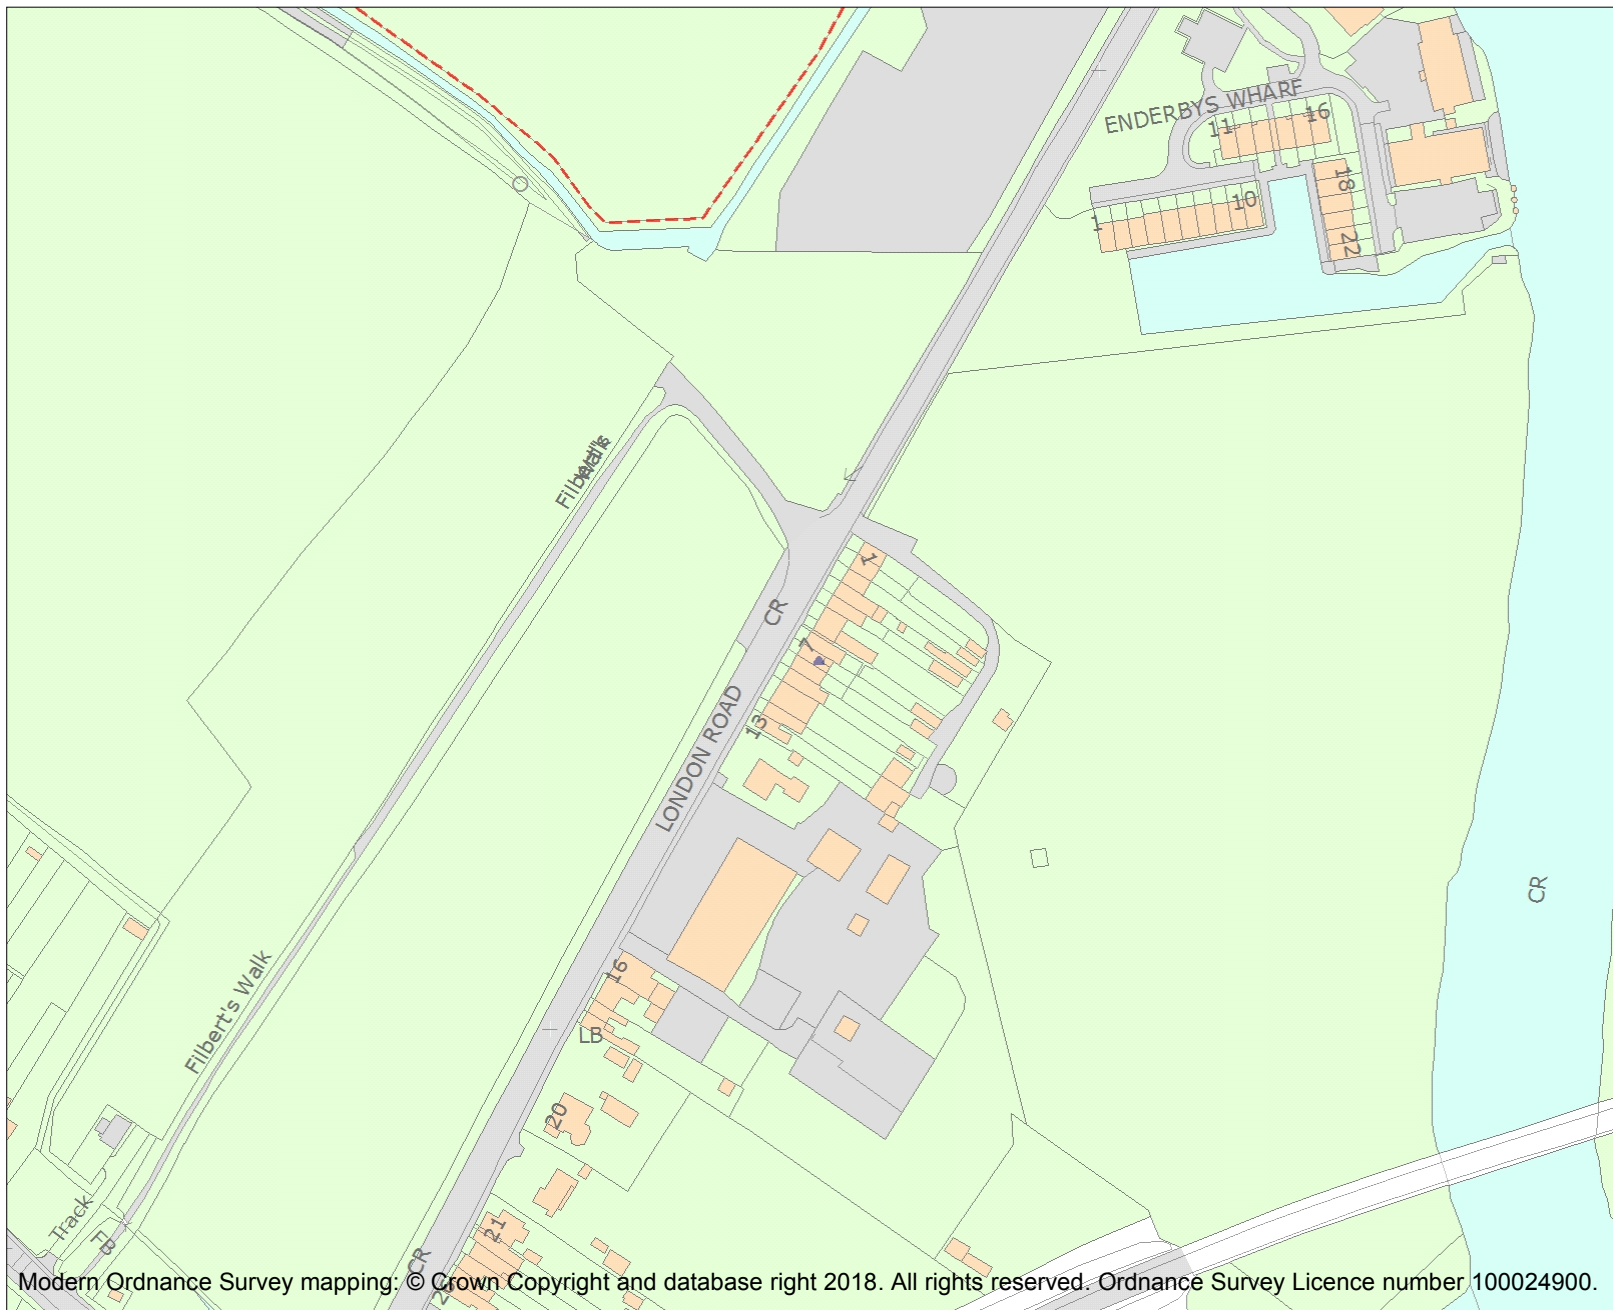 ENDERBYS WHARF
11
16
18
10
1
22
Filbert's
Walk
1
CR
7
LONDON ROAD
13
CR
16
Filbert's Walk
LB
20
Track
21
FB
CR
Modern Ordnance Survey mapping: © Crown Copyright and database right 2018. All rights reserved. Ordnance Survey Licence number 100024900.